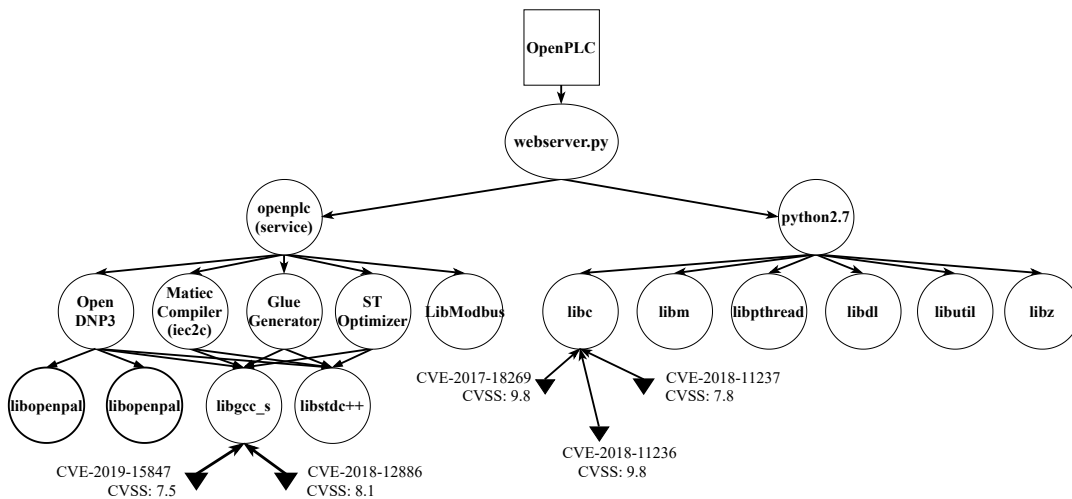 OpenPLC
webserver.py
openplc
(service)
python2.7
Open
DNP3
Matiec
Compiler
(iec2c)
Glue
Generator
ST
Optimizer
LibModbus
libc
libm
libpthread
libdl
libutil
libz
libopenpal
libopenpal
libgcc_s
libstdc++
CVE-2017-18269
CVSS: 9.8
CVE-2018-11237
CVSS: 7.8
CVE-2018-11236
CVSS: 9.8
CVE-2019-15847
CVSS: 7.5
CVE-2018-12886
CVSS: 8.1